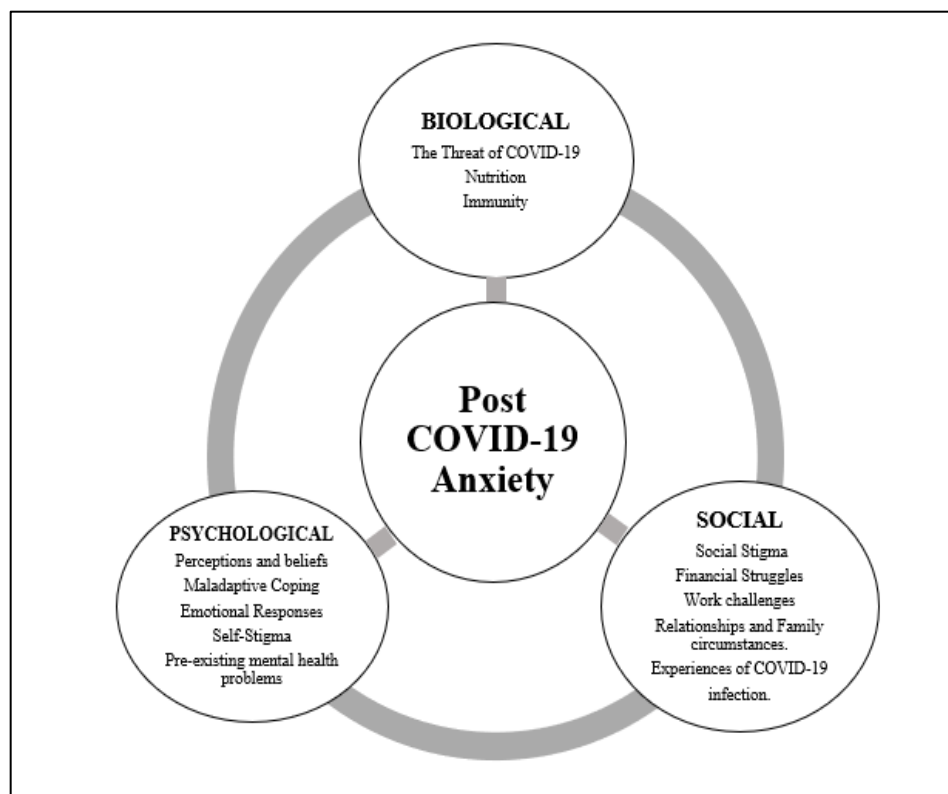 BIOLOGICAL
The Threat of COVID-19
Nutrition
Immunity
Post
COVID-19
Anxiety
PSYCHOLOGICAL
Perceptions and beliefs
Maladaptive Coping
Emotional Responses
Self-Stigma
Pre-existing mental health
problems
SOCIAL
Social Stigma
Financial Struggles
Work challenges
Relationships and Family
circumstances.
Experiences of COVID-19
infection.